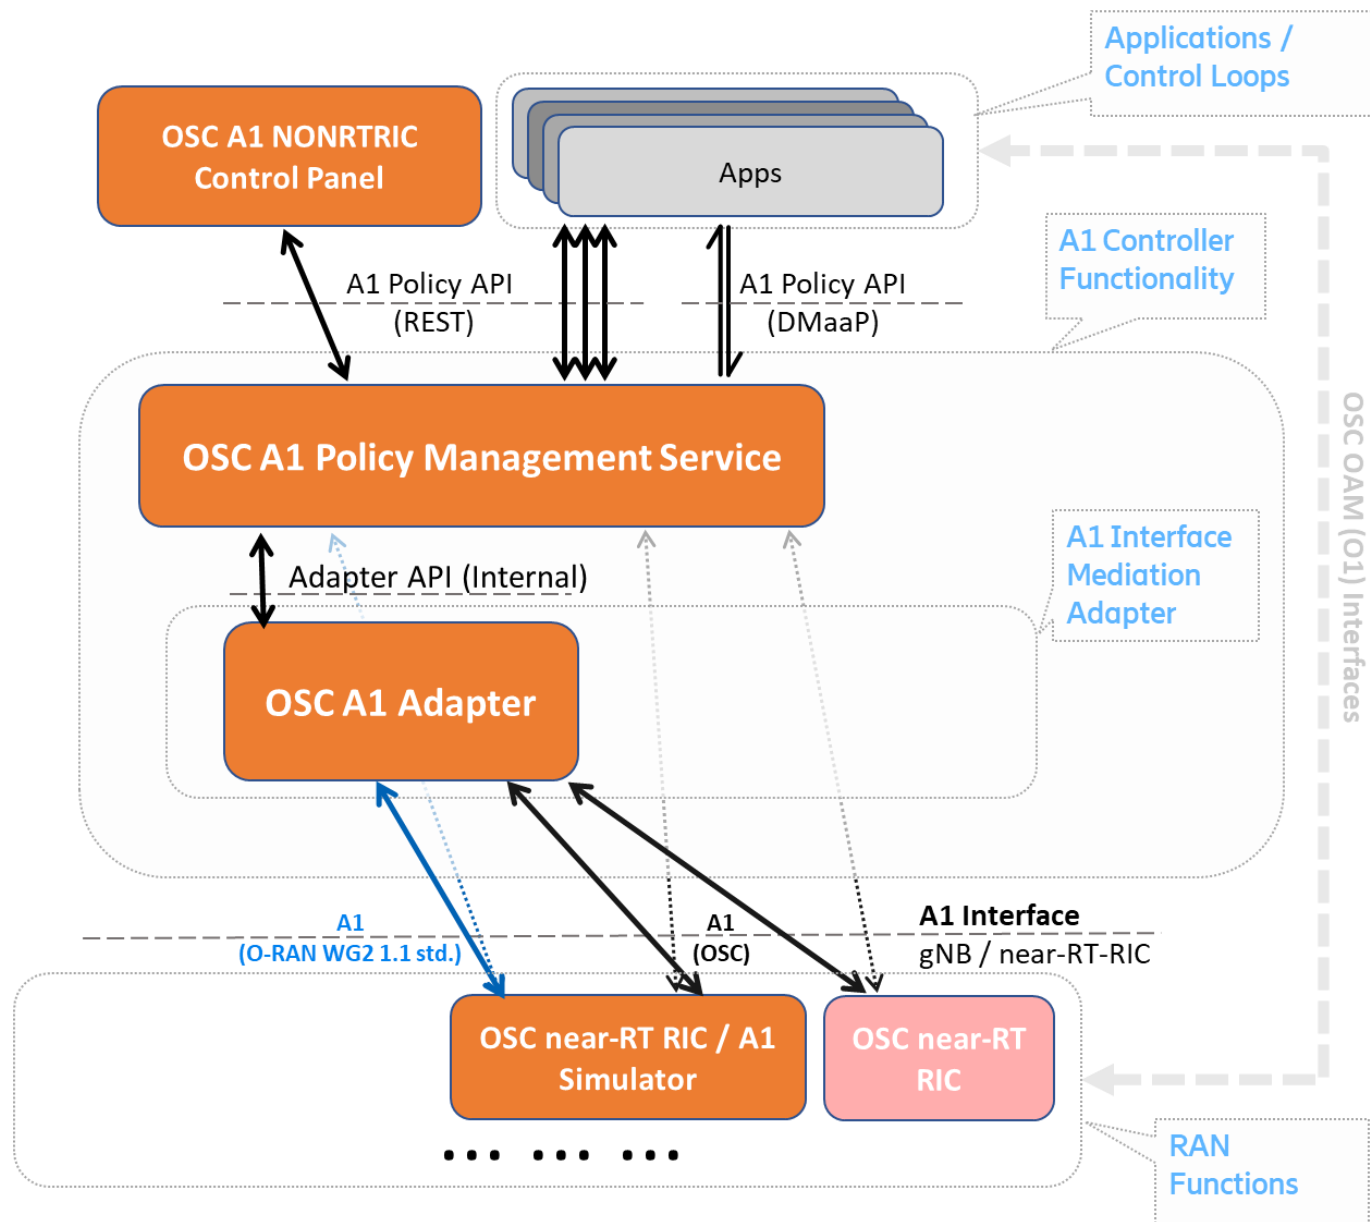 Applications /
Control Loops
OSC A1 NONRTRIC
Control Panel
Apps
A1 Controller
Functionality
A1 Policy API
(REST)
A1 Policy API
(DMaaP)
OSC A1 Policy Management Service
OSC OAM (O1) Interfaces
A1 Interface
Mediation
Adapter
Adapter API (Internal)
OSC A1 Adapter
A1
(O-RAN WG2 1.1 std.)
A1
(OSC)
A1 Interface
gNB / near-RT-RIC
OSC near-RT RIC / A1
Simulator
OSC near-RT
RIC
... ... ...
RAN
Functions